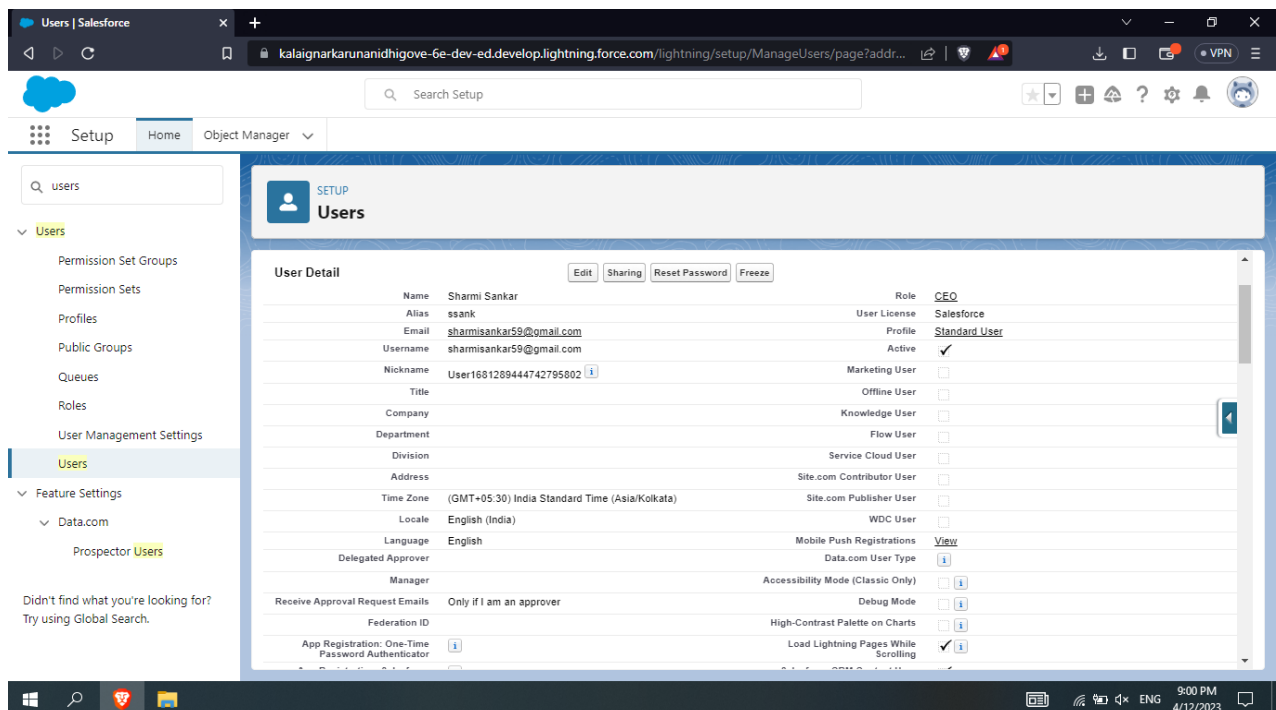 Users | Salesforce
kalaignarkarunanidhigove-6e-dev-ed.develop.lightning.force.com/lightning/setup/ManageUsers/page?addr...
VPN
Search Setup
Setup Home Object Manager
users
SETUP
Users
Users
Permission Set Groups
Permission Sets
Profiles
Public Groups
Queues
Roles
User Management Settings
Users
Feature Settings
Data.com
Prospector Users
Didn't find what you're looking for?
Try using Global Search.
User Detail Edit Sharing Reset Password Freeze
Name Sharmi Sankar Role CEO
Alias ssank User License Salesforce
Email sharmisankar59@gmail.com Profile Standard User
Username sharmisankar59@gmail.com Active
Nickname User1681289444742795802 i Marketing User
Title Offline User
Company Knowledge User
Department Flow User
Division Service Cloud User
Address Site.com Contributor User
Time Zone (GMT+05:30) India Standard Time (Asia/Kolkata) Site.com Publisher User
Locale English (India) WDC User
Language English Mobile Push Registrations View
Delegated Approver Data.com User Type i
Manager Accessibility Mode (Classic Only) i
Receive Approval Request Emails Only if I am an approver Debug Mode i
Federation ID High-Contrast Palette on Charts i
App Registration: One-Time Password Authenticator i Load Lightning Pages While Scrolling i
ENG 9:00 PM
4/12/2023